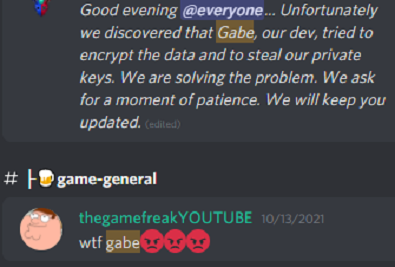 Good evening @everyone... Unfortunately
we discovered that Gabe, our dev, tried to
encrypt the data and to steal our private
keys. We are solving the problem. We ask
for a moment of patience. We will keep you
updated. (edited)
# ├🍺game-general
thegamefreakYOUTUBE 10/13/2021
wtf gabe😡😡😡